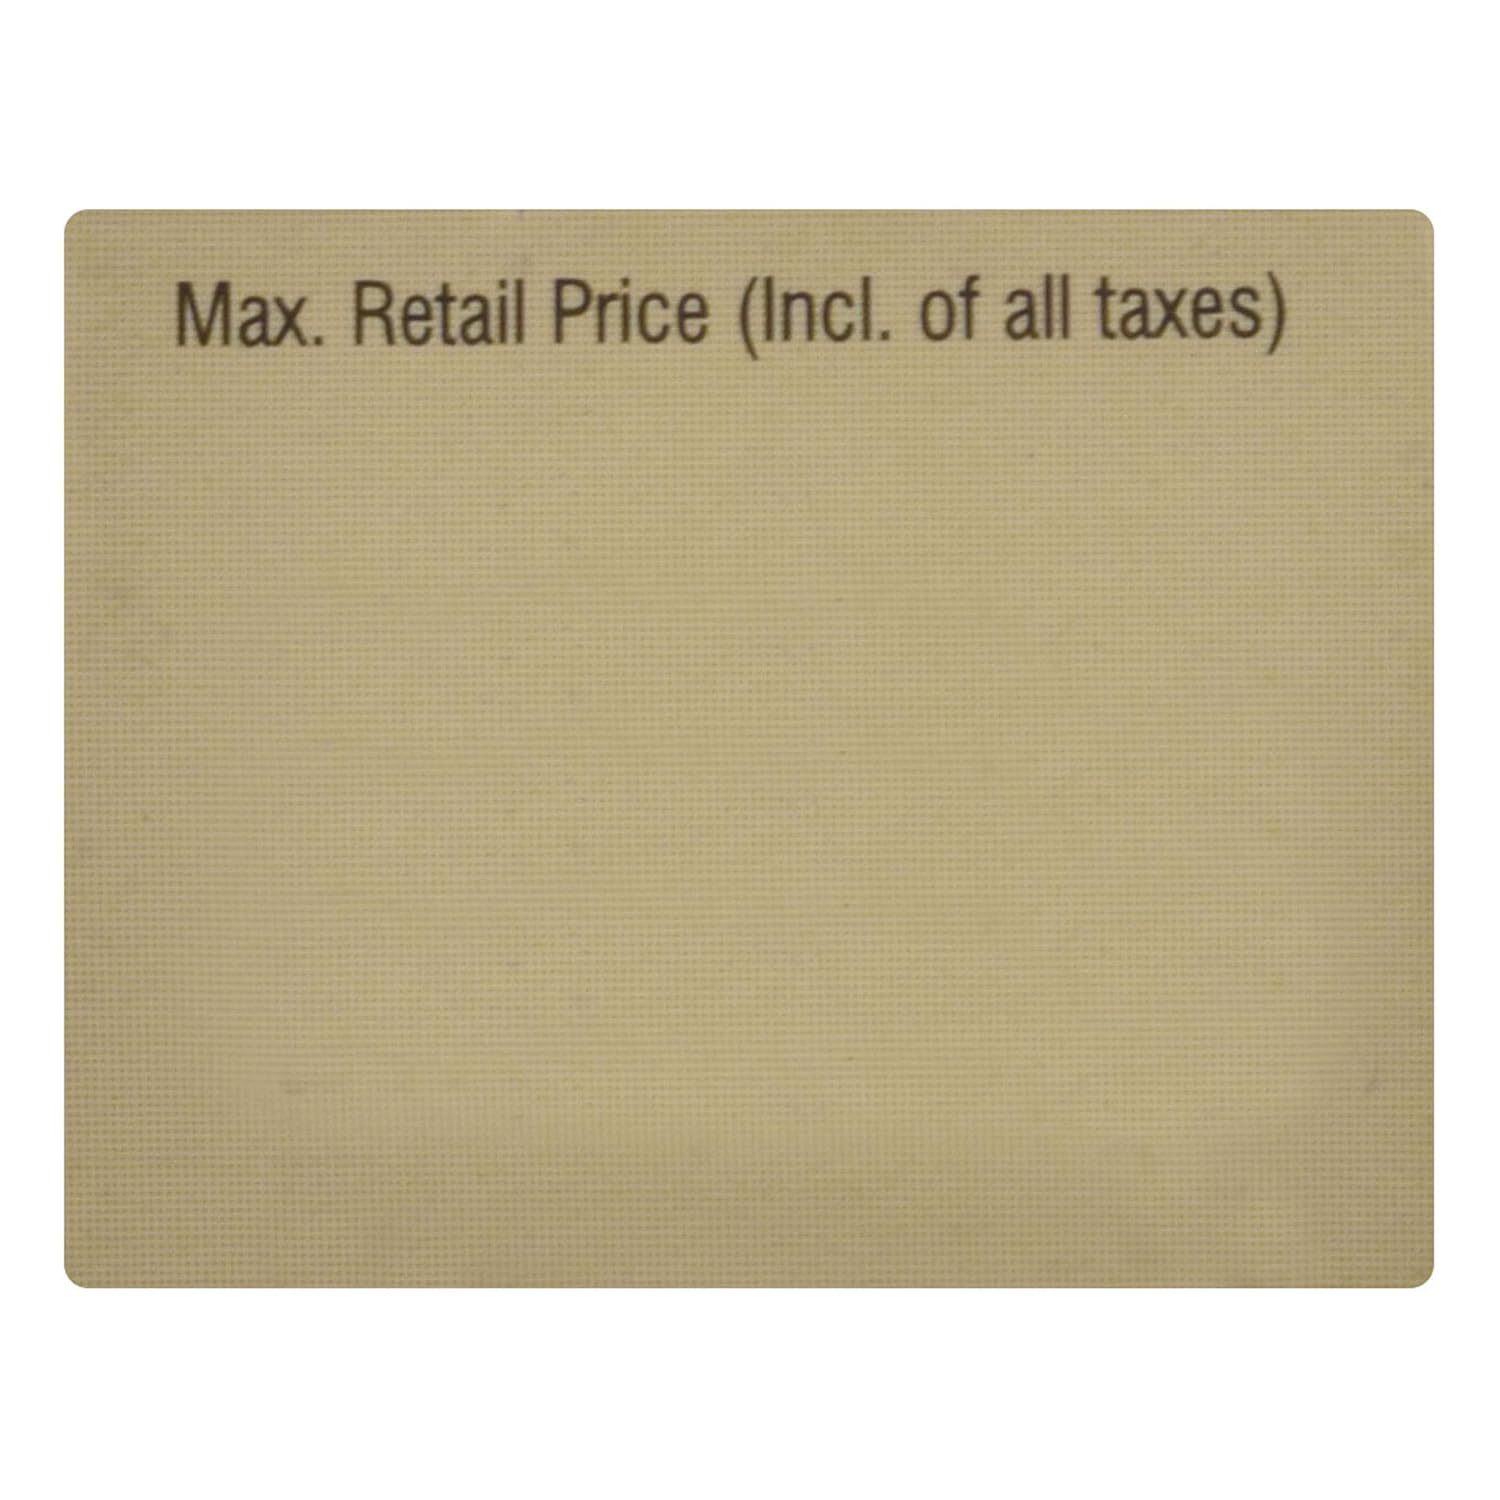 Max. Retail Price (Incl. of all taxes)